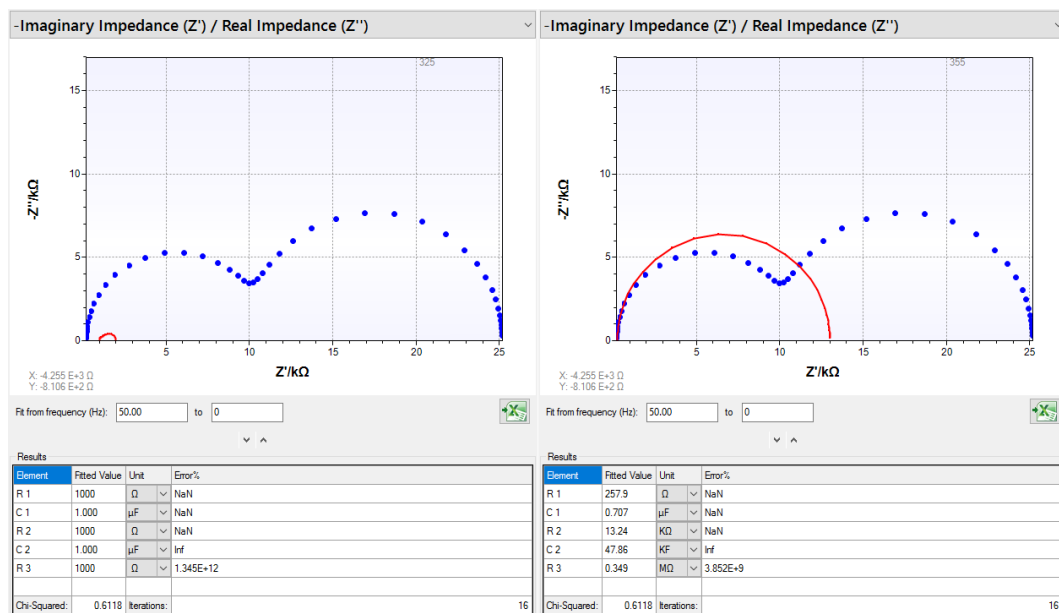 -Imaginary Impedance (Z') / Real Impedance (Z'')
325
15
10
5
0
-Z''/kΩ
5 10 15 20 25
Z'/kΩ
X: -4.255 E+3 Ω
Y: -8.106 E+2 Ω
Fit from frequency (Hz): 50.00 to 0
Results
Element Fitted Value Unit Error%
R 1 1000 Ω NaN
C 1 1.000 µF NaN
R 2 1000 Ω NaN
C 2 1.000 µF Inf
R 3 1000 Ω 1.345E+12
Chi-Squared: 0.6118 Iterations: 16
-Imaginary Impedance (Z') / Real Impedance (Z'')
355
15
10
5
0
-Z''/kΩ
5 10 15 20 25
Z'/kΩ
X: -4.255 E+3 Ω
Y: -8.106 E+2 Ω
Fit from frequency (Hz): 50.00 to 0
Results
Element Fitted Value Unit Error%
R 1 257.9 Ω NaN
C 1 0.707 µF NaN
R 2 13.24 KΩ NaN
C 2 47.86 KF Inf
R 3 0.349 MΩ 3.852E+9
Chi-Squared: 0.6118 Iterations: 16